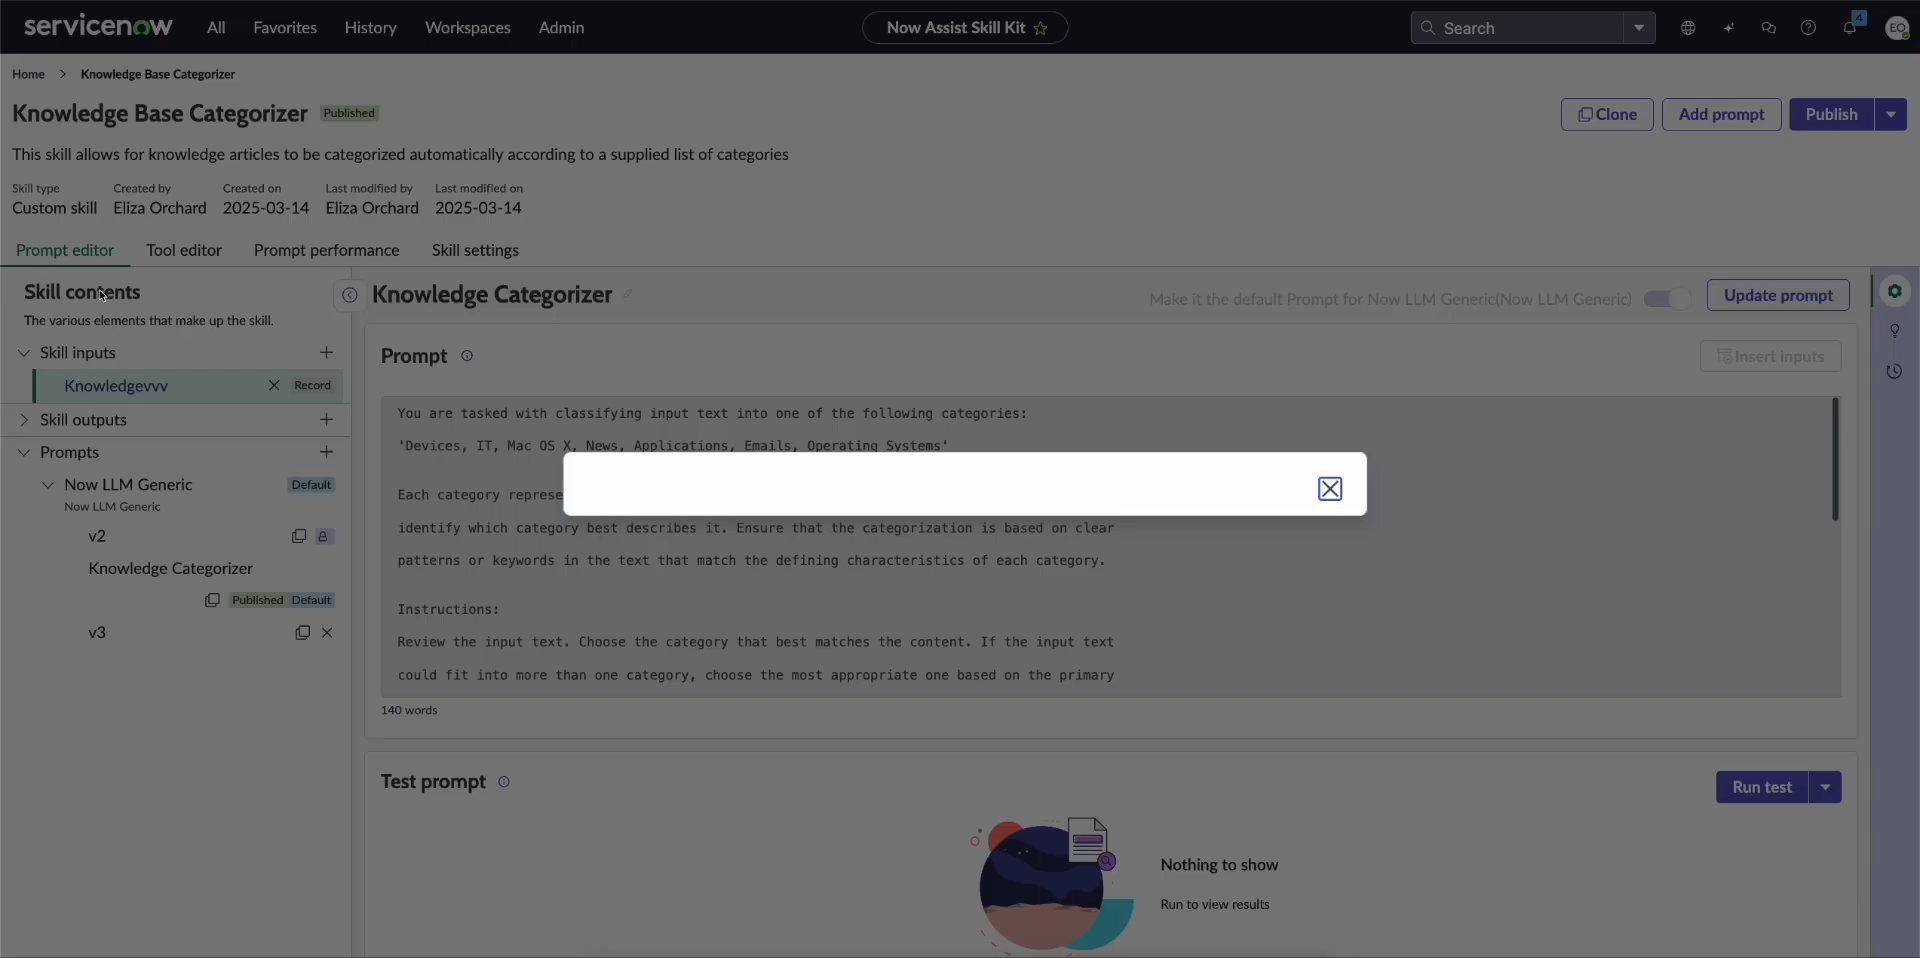 servicenow All Favorites History Workspaces Admin Now Assist Skill Kit Search 4 EO
Home > Knowledge Base Categorizer
Knowledge Base Categorizer Published Clone Add prompt Publish
This skill allows for knowledge articles to be categorized automatically according to a supplied list of categories
Skill type Created by Created on Last modified by Last modified on
Custom skill Eliza Orchard 2025-03-14 Eliza Orchard 2025-03-14
Prompt editor Tool editor Prompt performance Skill settings
Skill contents
The various elements that make up the skill.
Skill inputs
Knowledgevvv Record
Skill outputs
Prompts
Now LLM Generic Default
Now LLM Generic
v2
Knowledge Categorizer
Published Default
v3
Knowledge Categorizer Make it the default Prompt for Now LLM Generic(Now LLM Generic) Update prompt
Prompt Insert inputs
You are tasked with classifying input text into one of the following categories:
'Devices, IT, Mac OS X, News, Applications, Emails, Operating Systems'
Each category represe
identify which category best describes it. Ensure that the categorization is based on clear
patterns or keywords in the text that match the defining characteristics of each category.
Instructions:
Review the input text. Choose the category that best matches the content. If the input text
could fit into more than one category, choose the most appropriate one based on the primary
140 words
Test prompt Run test
Nothing to show
Run to view results